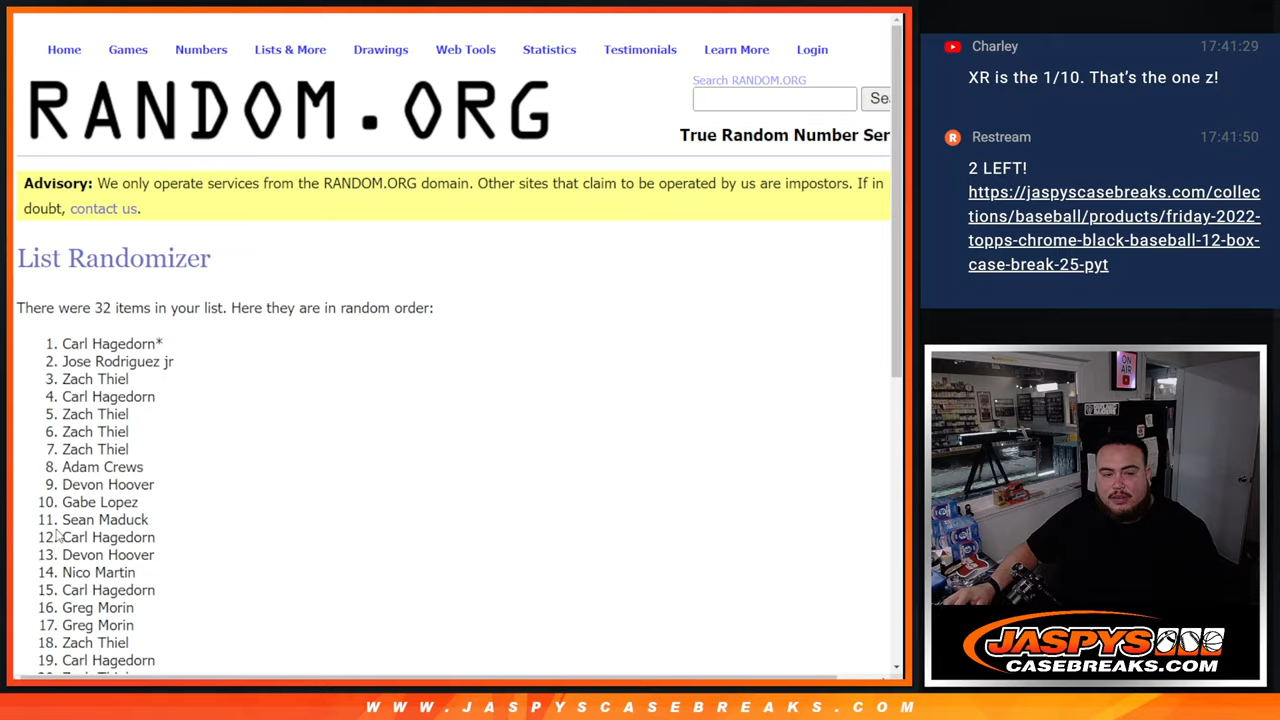 Home Games Numbers Lists & More Drawings Web Tools Statistics Testimonials Learn More Login
RANDOM.ORG
Search RANDOM.ORG
Se
True Random Number Ser
Advisory: We only operate services from the RANDOM.ORG domain. Other sites that claim to be operated by us are impostors. If in
doubt, contact us.
List Randomizer
There were 32 items in your list. Here they are in random order:
1. Carl Hagedorn*
2. Jose Rodriguez jr
3. Zach Thiel
4. Carl Hagedorn
5. Zach Thiel
6. Zach Thiel
7. Zach Thiel
8. Adam Crews
9. Devon Hoover
10. Gabe Lopez
11. Sean Maduck
12. Carl Hagedorn
13. Devon Hoover
14. Nico Martin
15. Carl Hagedorn
16. Greg Morin
17. Greg Morin
18. Zach Thiel
19. Carl Hagedorn
Charley 17:41:29
XR is the 1/10. That’s the one z!
Restream 17:41:50
2 LEFT!
https://jaspyscasebreaks.com/collec
tions/baseball/products/friday-2022-
topps-chrome-black-baseball-12-box-
case-break-25-pyt
ON
AIR
JASPYS
CASEBREAKS.COM
WWW.JASPYSCASEBREAKS.COM